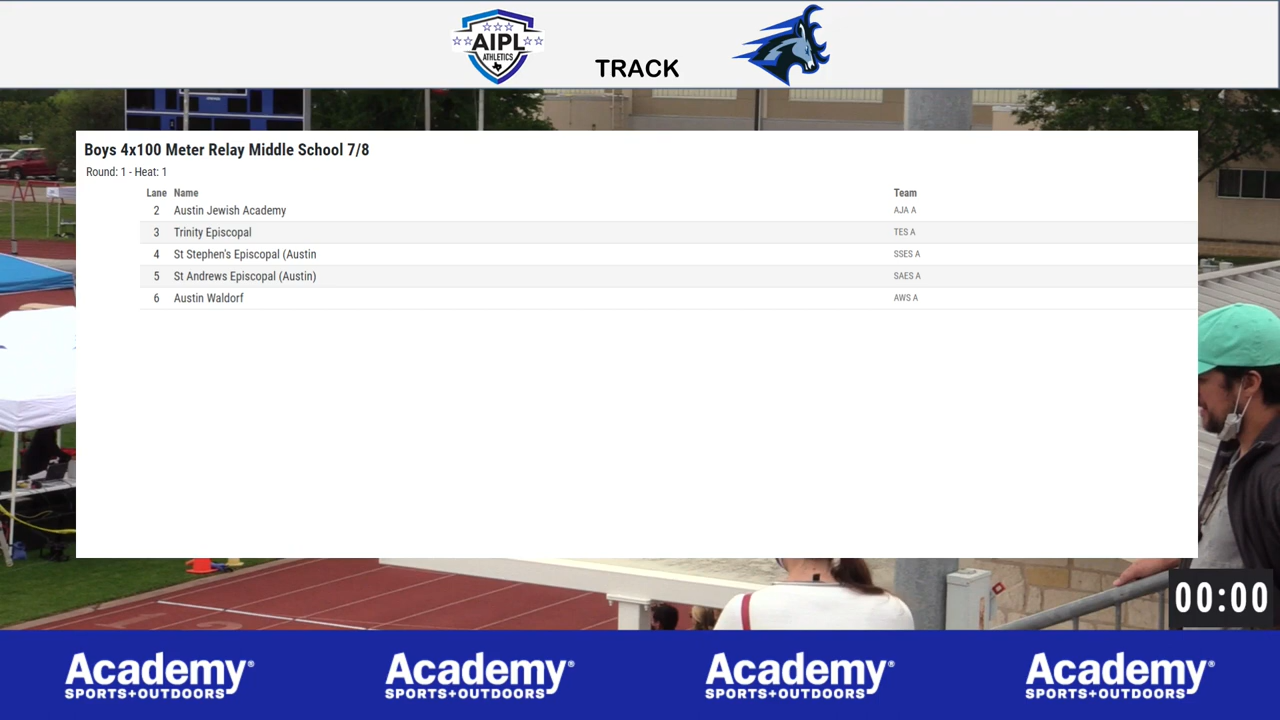 AIPL
ATHLETICS
TRACK
Boys 4x100 Meter Relay Middle School 7/8
Round: 1 - Heat: 1
Lane Name Team
2 Austin Jewish Academy AJA A
3 Trinity Episcopal TES A
4 St Stephen's Episcopal (Austin SSES A
5 St Andrews Episcopal (Austin) SAES A
6 Austin Waldorf AWS A
00:00
Academy Academy Academy Academy
SPORTS+OUTDOORS SPORTS+OUTDOORS SPORTS+OUTDOORS SPORTS+OUTDOORS